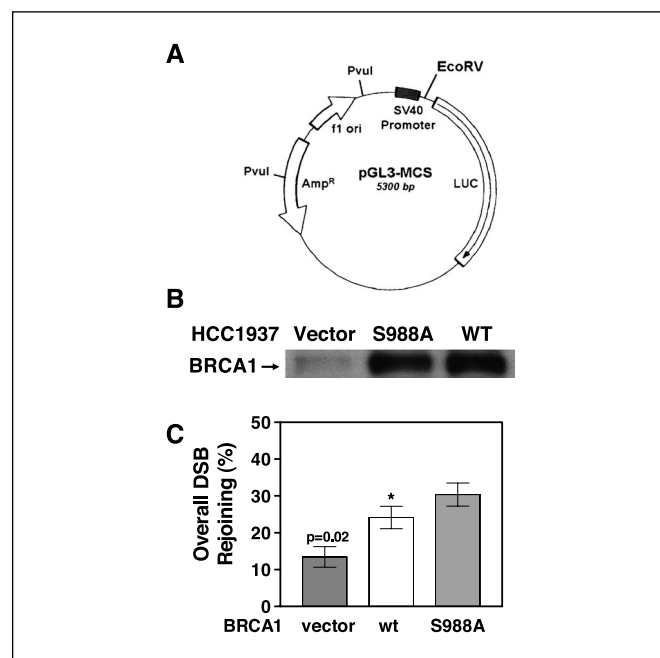 A
PvuI
EcoRV
SV40
Promoter
f1 ori
PvuI
Amp^R
pGL3-MCS
5300 bp
LUC
B
HCC1937 Vector S988A WT
BRCA1→
C
Overall DSB
Rejoining (%)
50
40
30
20
10
0
p=0.02
*
BRCA1 vector wt S988A